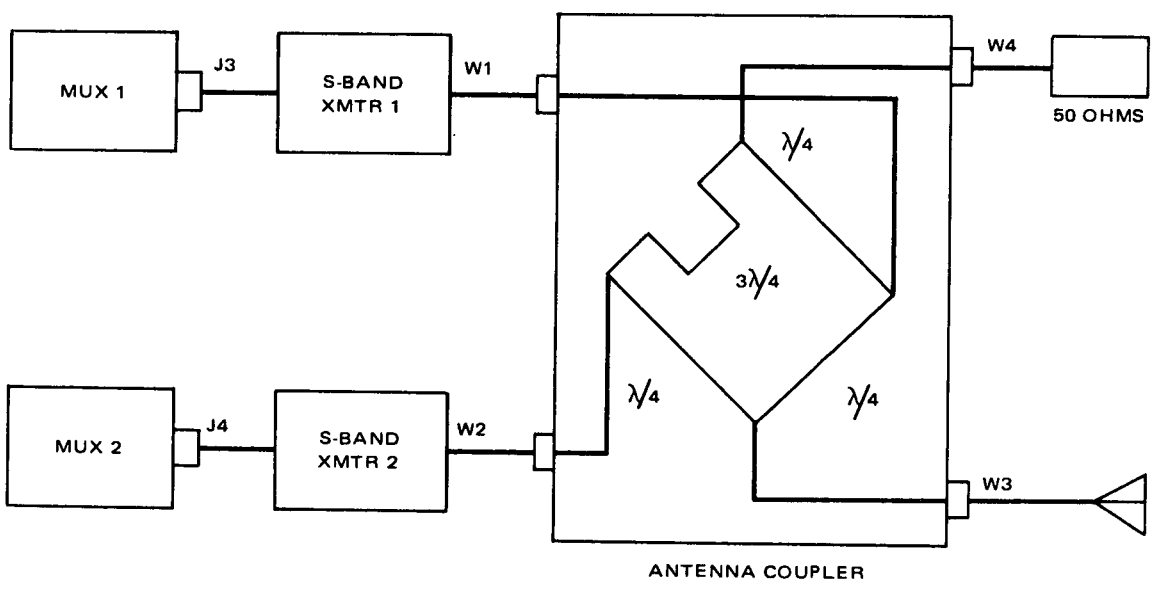 MUX 1
J3
S-BAND
XMTR 1
W1
W4
50 OHMS
λ/4
3λ/4
λ/4
λ/4
MUX 2
J4
S-BAND
XMTR 2
W2
W3
ANTENNA COUPLER